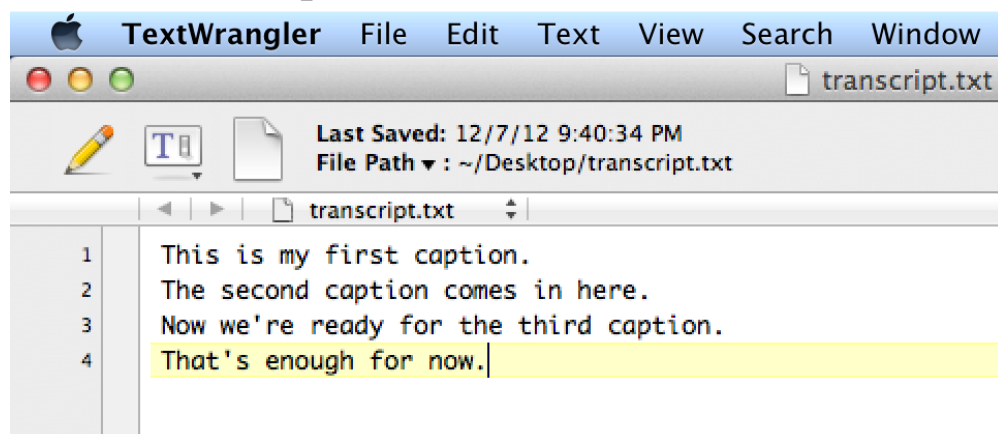 TextWrangler File Edit Text View Search Window
transcript.txt
Last Saved: 12/7/12 9:40:34 PM
File Path ▾ : ~/Desktop/transcript.txt
transcript.txt
1 This is my first caption.
2 The second caption comes in here.
3 Now we're ready for the third caption.
4 That's enough for now.